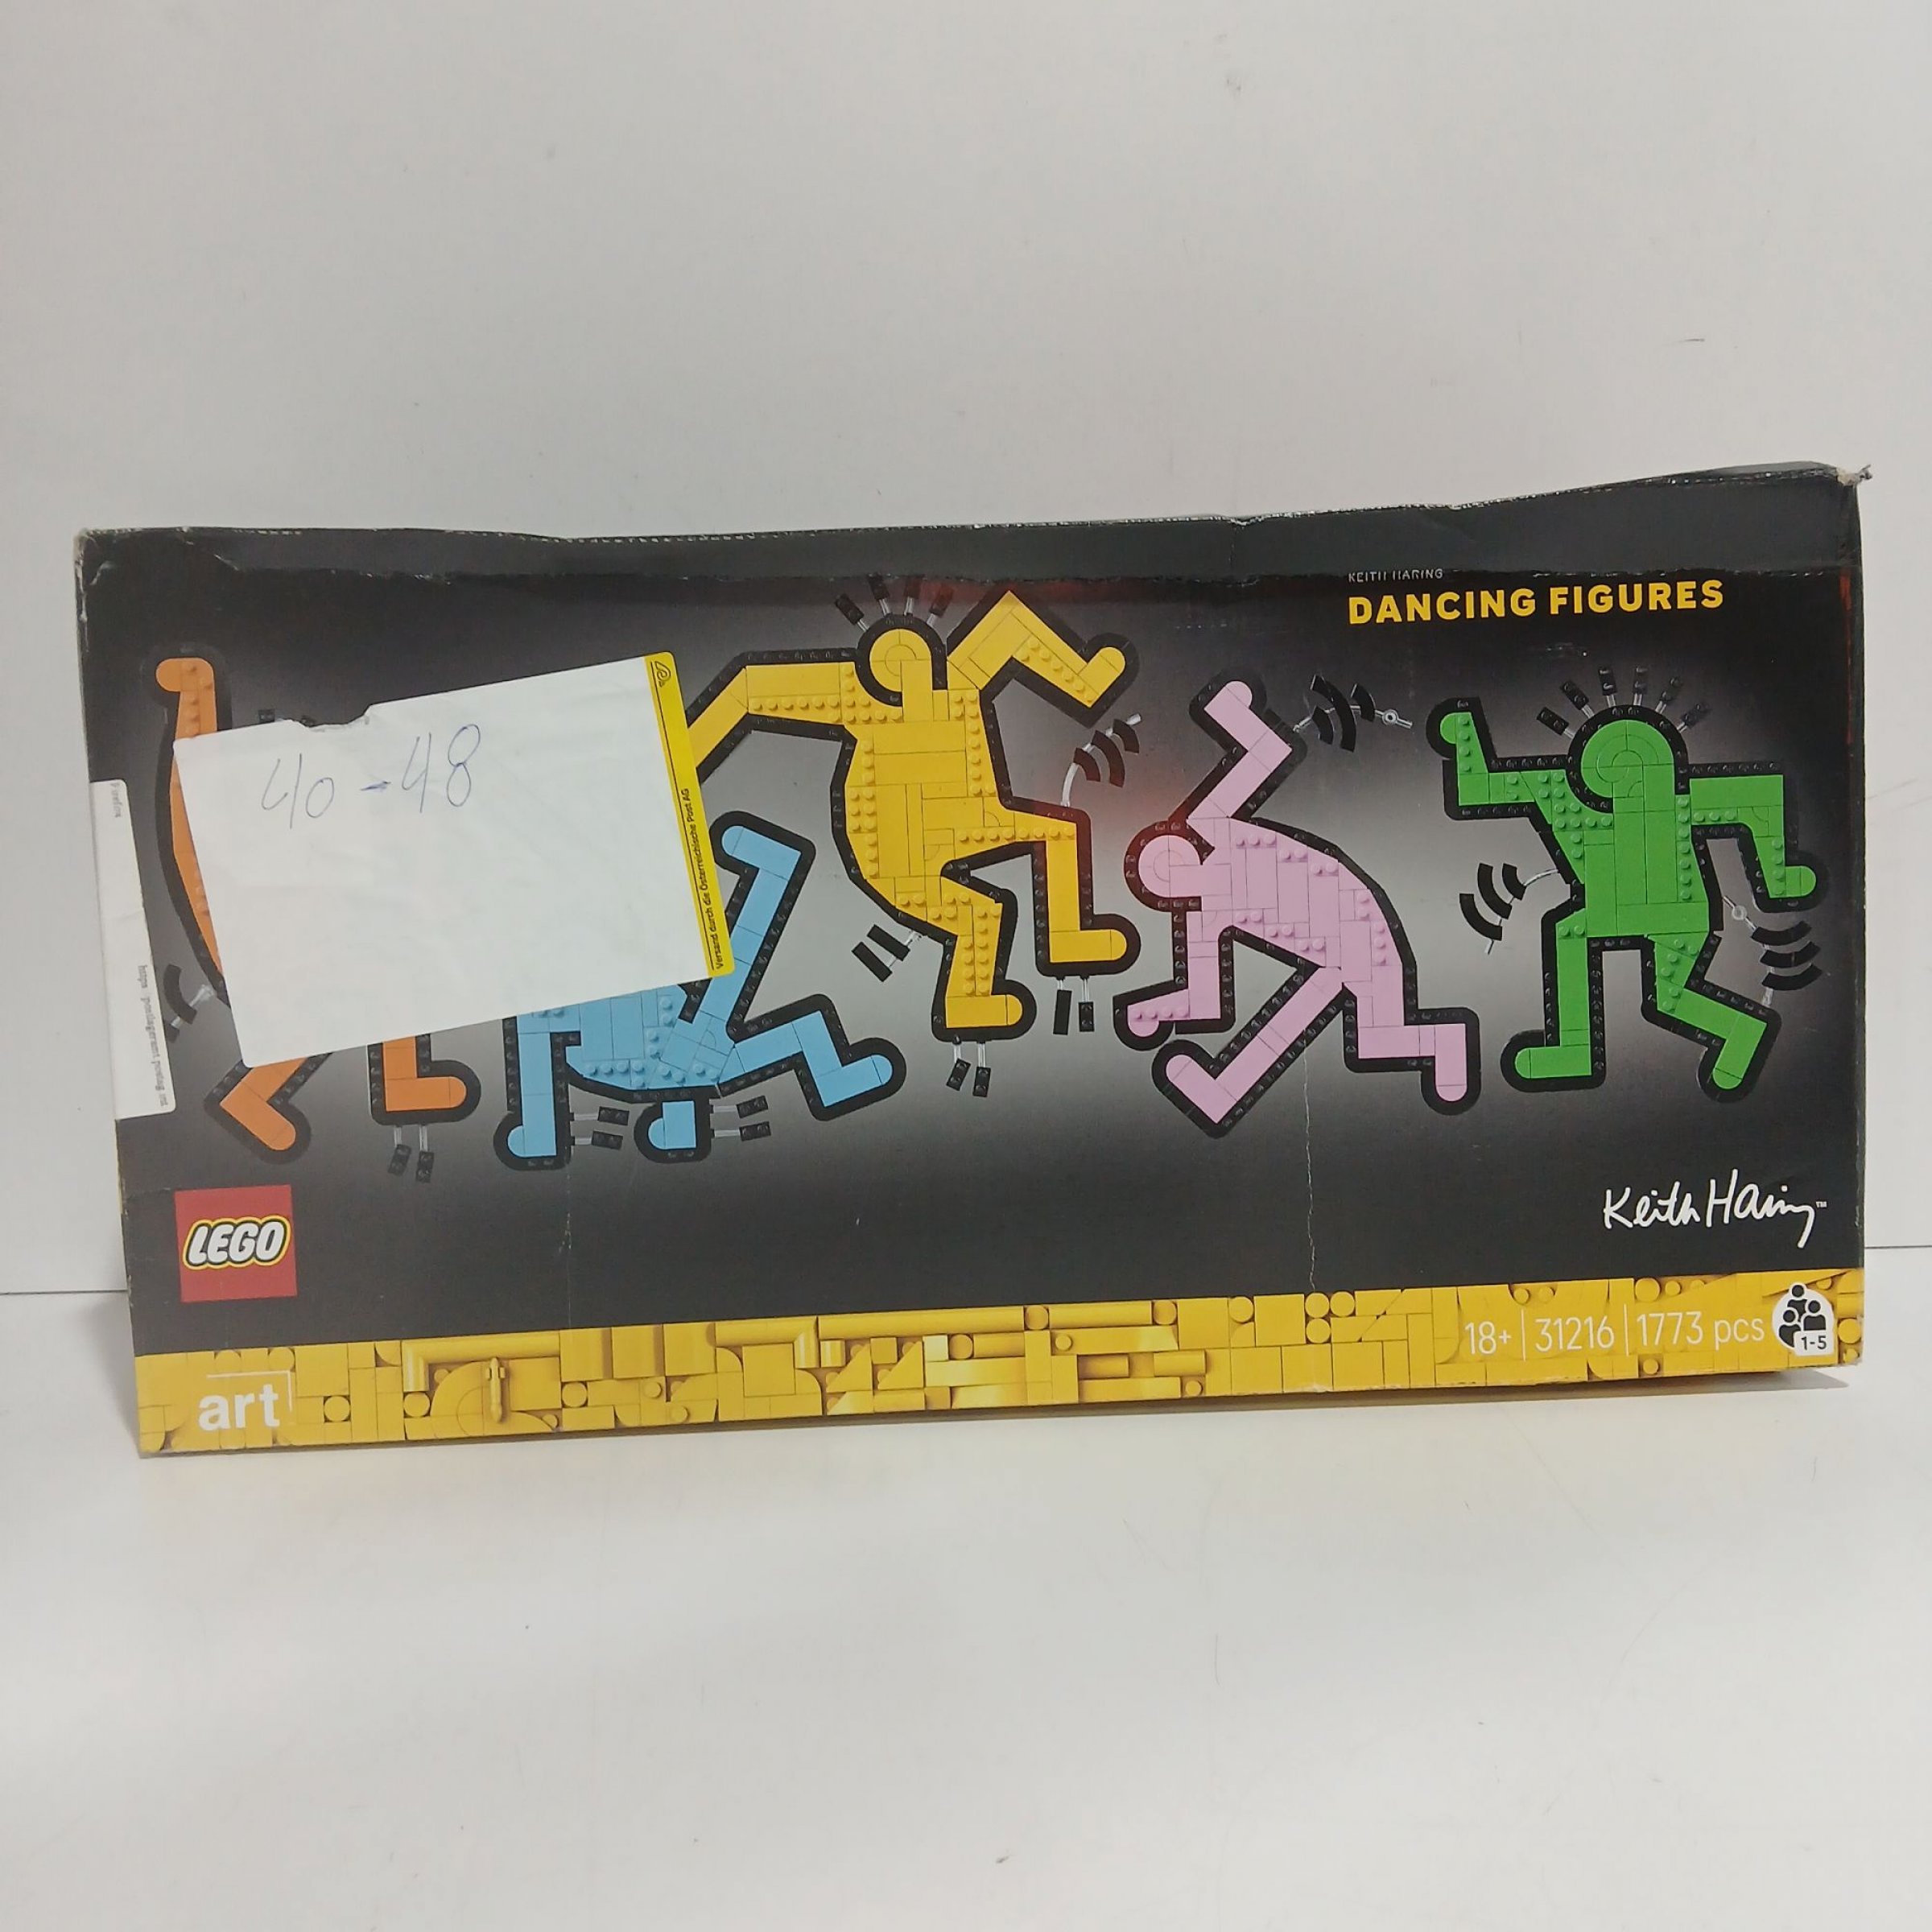 KEITH HARING
DANCING FIGURES
40-48
Versand durch die Österreichische Post AG
LEGO
Keith Haring™
18+ | 31216 | 1773 pcs
1-5
art